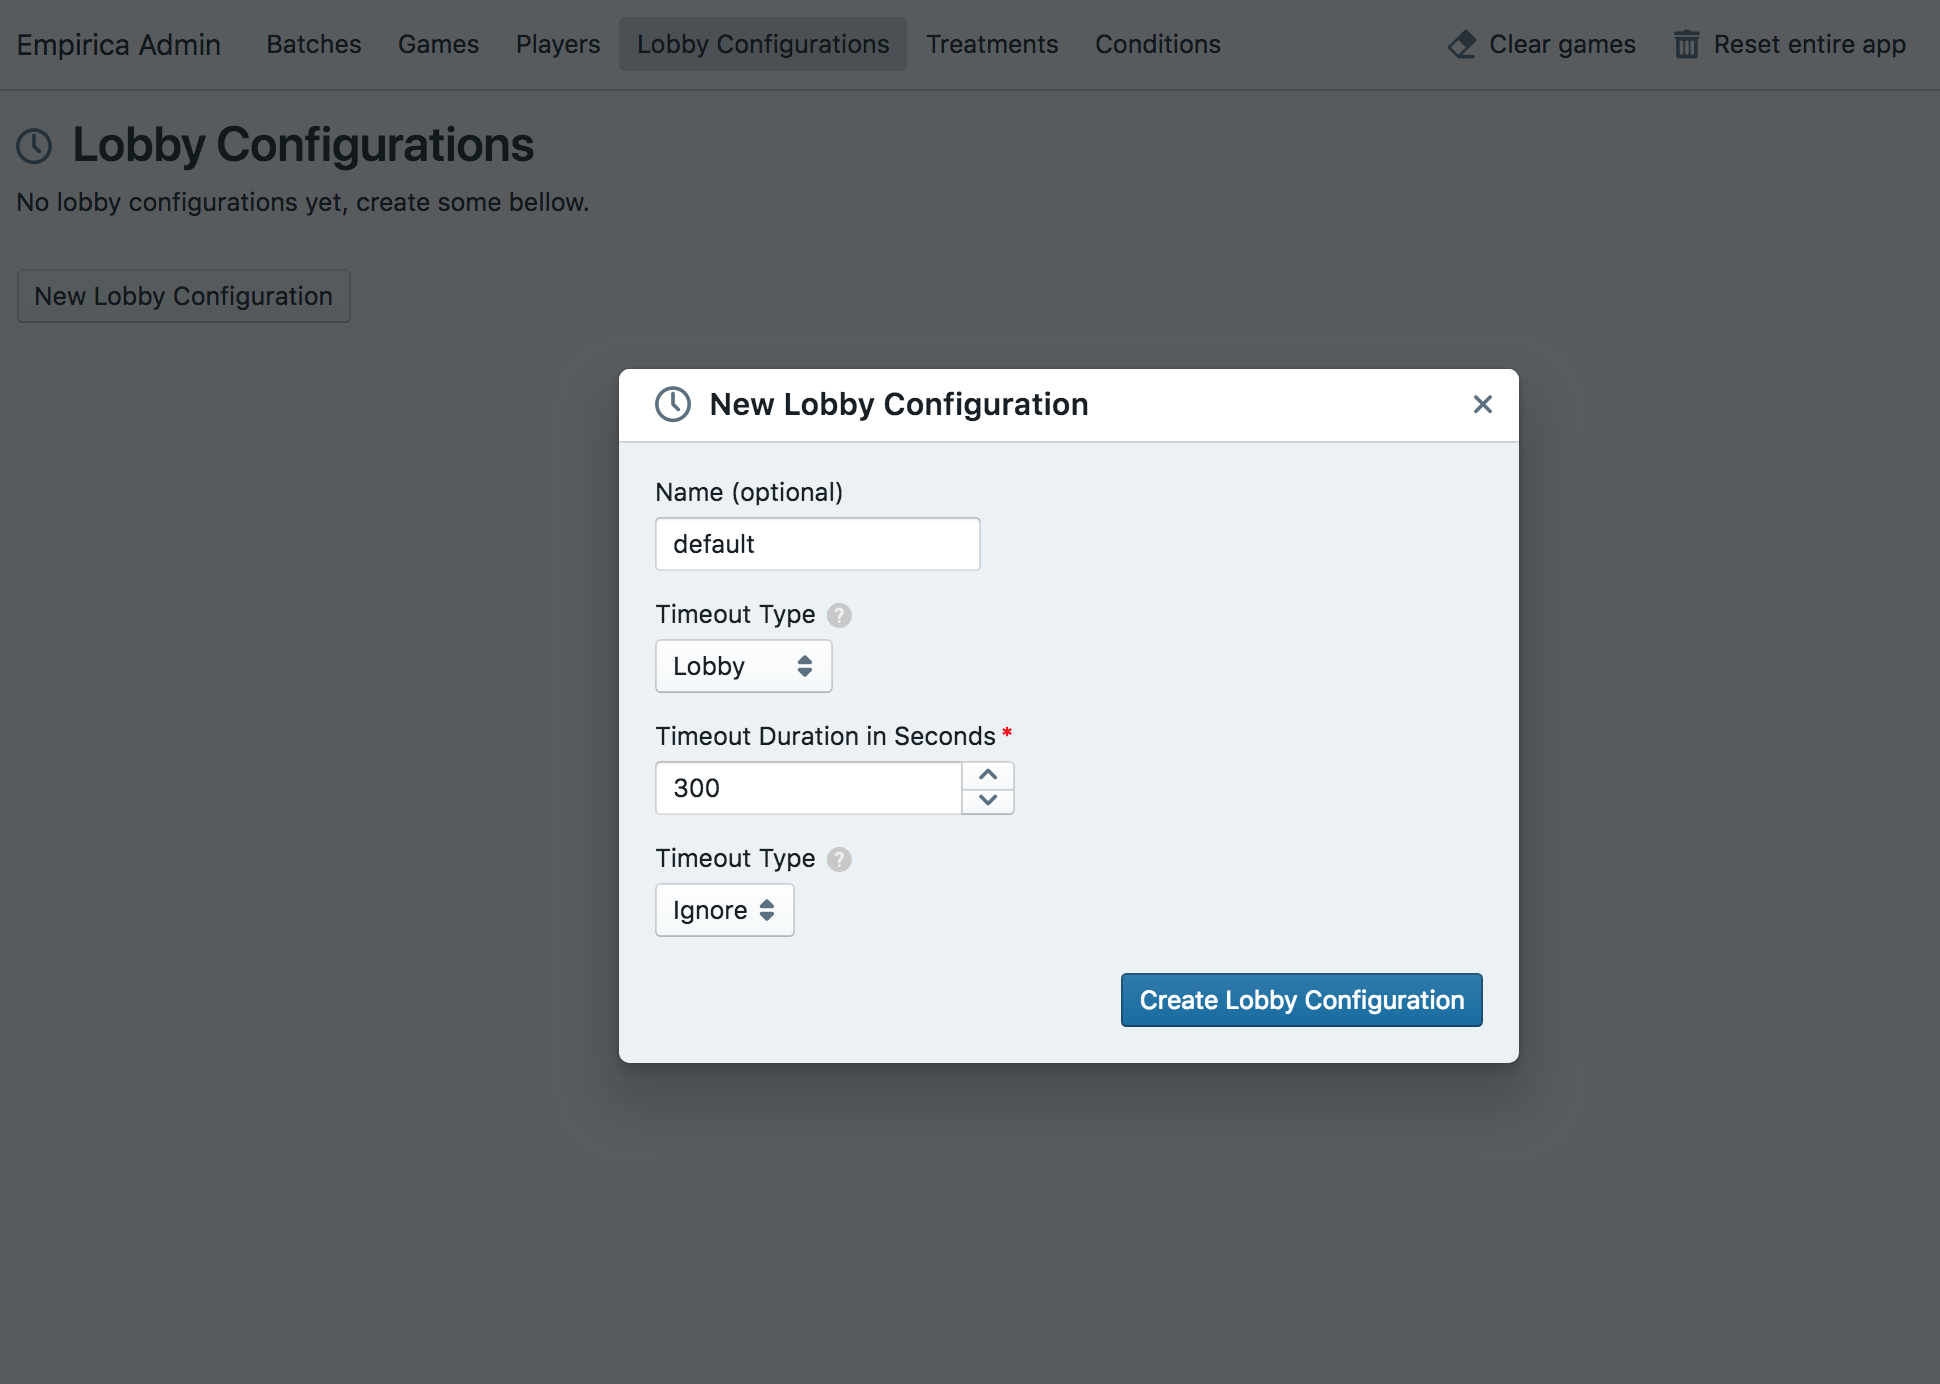 Empirica Admin Batches Games Players Lobby Configurations Treatments Conditions Clear games Reset entire app
Lobby Configurations
No lobby configurations yet, create some bellow.
New Lobby Configuration
New Lobby Configuration
Name (optional)
default
Timeout Type ?
Lobby
Timeout Duration in Seconds *
300
Timeout Type ?
Ignore
Create Lobby Configuration